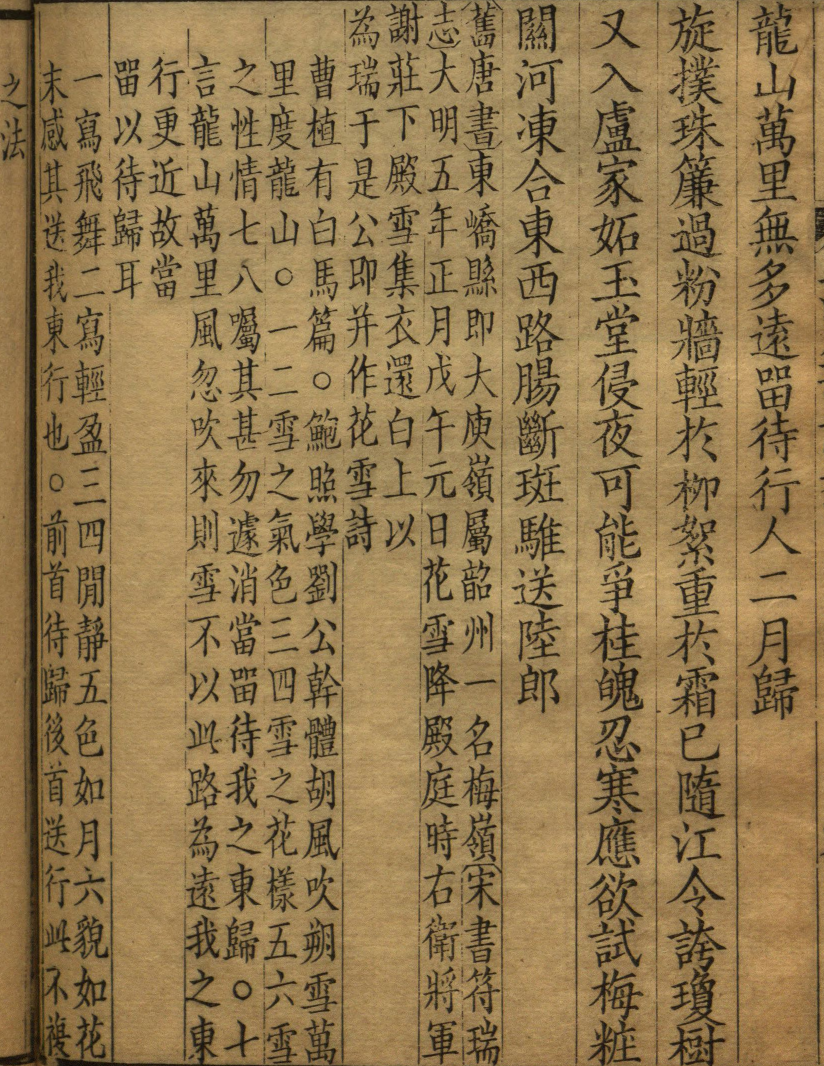 龍山萬里無多遠畱待行人二月歸
旋撲珠簾過粉牆輕於栁絮重於霜已隨江令誇瓊樹
又入盧家妬玉堂侵夜可能爭桂魄忍寒應欲試梅粧
關河凍合東西路腸斷斑騅送陸郎
舊唐書東嶠縣即大庾嶺屬韶州一名梅嶺宋書符瑞
志大明五年正月戊午元日花雪降殿庭時右衛將軍
謝莊下殿雪集衣還白上以
為瑞于是公即并作花雪詩
曹植有白馬篇○鮑照學劉公幹體胡風吹朔雪萬
里度龍山○一二雪之氣色三四雪之花樣五六雪
之性情七八囑其甚勿遽消當畱待我之東歸○十
言龍山萬里風忽吹來則雪不以此路為遠我之東
行更近故當
畱以待歸耳
一寫飛舞二寫輕盈三四閒靜五色如月六貌如花
末感其送我東行也○前首待歸後首送行此不複
之法